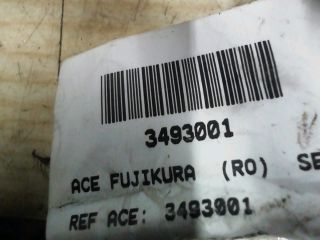 3493001
ACE FUJIKURA (RO) SE
REF ACE: 3493001